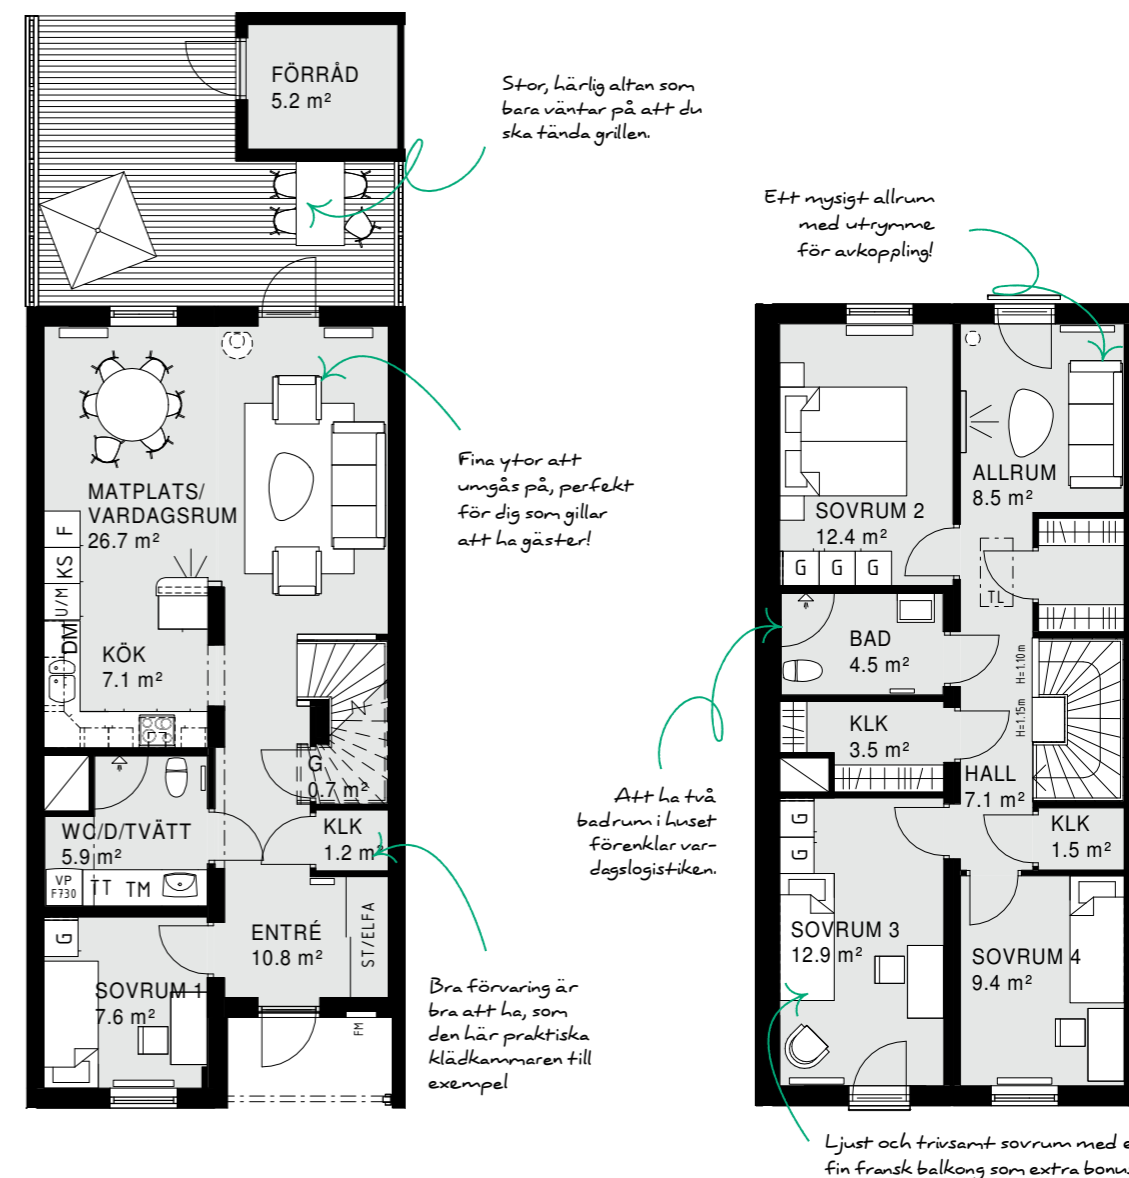 FÖRRÅD
5.2 m²
Stor, härlig altan som
bara väntar på att du
ska tända grillen.
Ett mysigt allrum
med utrymme
för avkoppling!
Fina ytor att
umgås på, perfekt
för dig som gillar
att ha gäster!
MATPLATS/
VARDAGSRUM
26.7 m²
F
KS
U/M
DM
KÖK
7.1 m²
G
0.7 m²
WC/D/TVÄTT
5.9 m²
VP
F730
TT
TM
KLK
1.2 m²
ENTRÉ
10.8 m²
ST/ELFA
G
SOVRUM 1
7.6 m²
FM
Bra förvaring är
bra att ha, som
den här praktiska
klädkammaren till
exempel
SOVRUM 2
12.4 m²
G
G
G
ALLRUM
8.5 m²
TL
BAD
4.5 m²
H=1.10m
H=1.15m
KLK
3.5 m²
HALL
7.1 m²
Att ha två
badrum i huset
förenklar var-
dagslogistiken.
G
G
KLK
1.5 m²
SOVRUM 3
12.9 m²
SOVRUM 4
9.4 m²
Ljust och trivsamt sovrum med
fin fransk balkong som extra